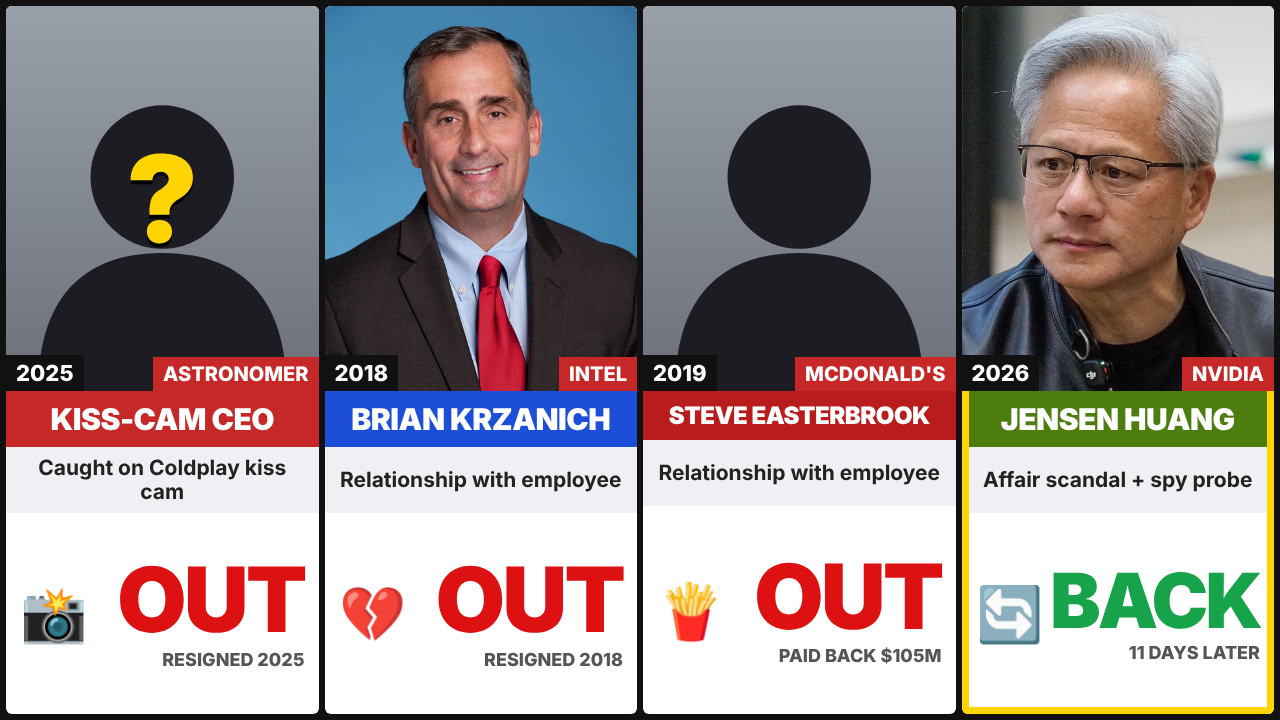 ?
2025
ASTRONOMER
KISS-CAM CEO
Caught on Coldplay kiss
cam
OUT
RESIGNED 2025
2018
INTEL
BRIAN KRZANICH
Relationship with employee
OUT
RESIGNED 2018
2019
MCDONALD'S
STEVE EASTERBROOK
Relationship with employee
OUT
PAID BACK $105M
dji
2026
NVIDIA
JENSEN HUANG
Affair scandal + spy probe
BACK
11 DAYS LATER